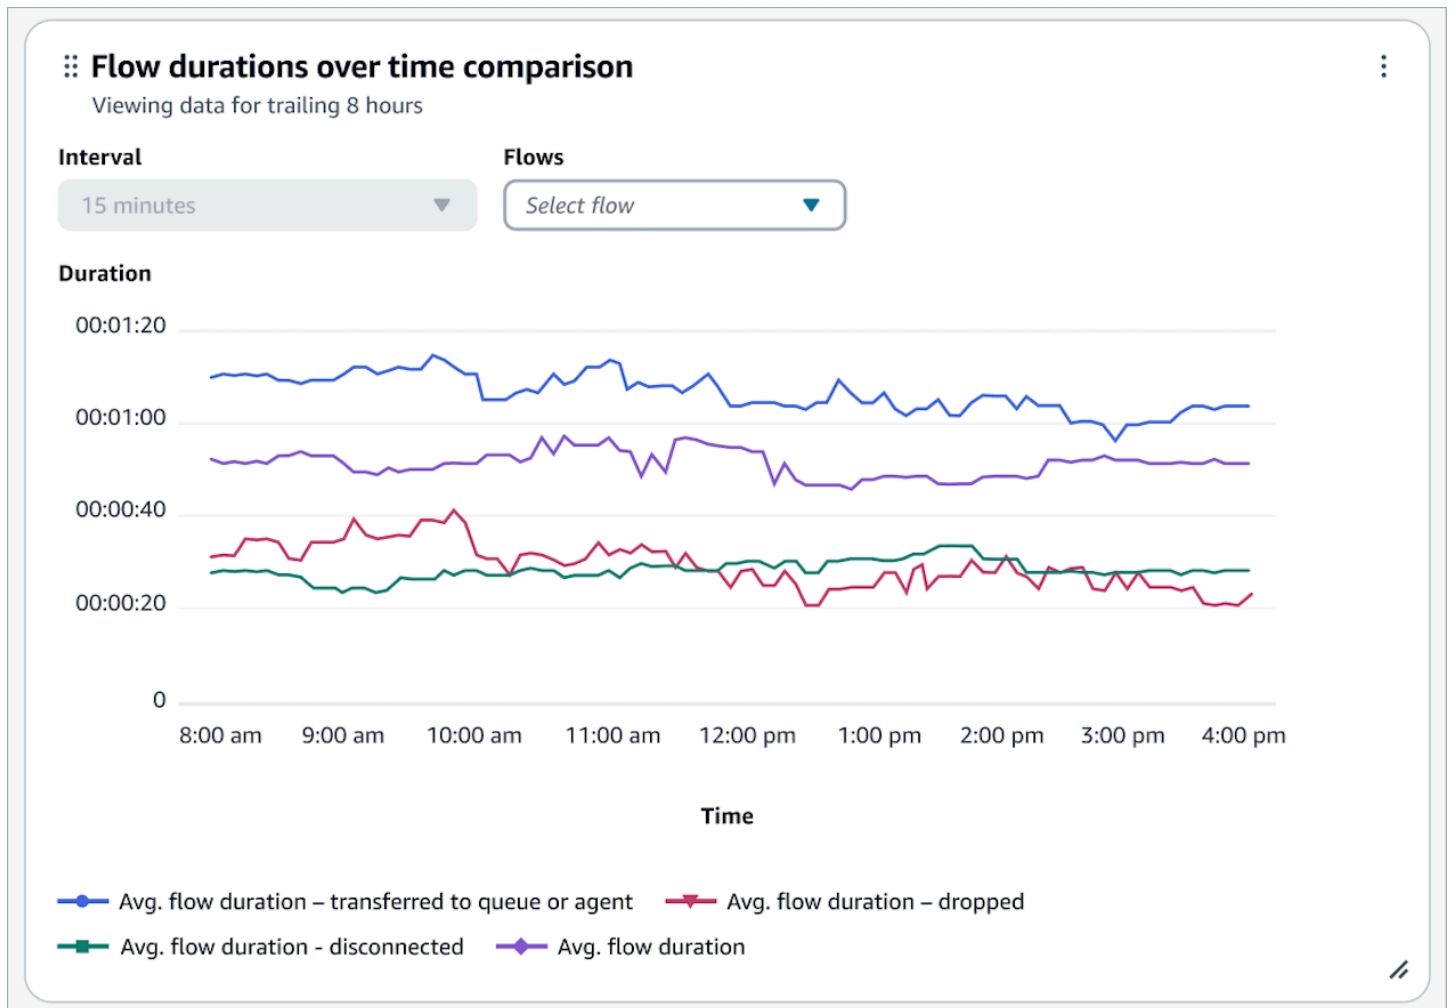 Flow durations over time comparison
Viewing data for trailing 8 hours
Interval
Flows
15 minutes
Select flow
Duration
00:01:20
00:01:00
00:00:40
00:00:20
0
8:00 am 9:00 am 10:00 am 11:00 am 12:00 pm 1:00 pm 2:00 pm 3:00 pm 4:00 pm
Time
Avg. flow duration – transferred to queue or agent
Avg. flow duration – dropped
Avg. flow duration - disconnected
Avg. flow duration